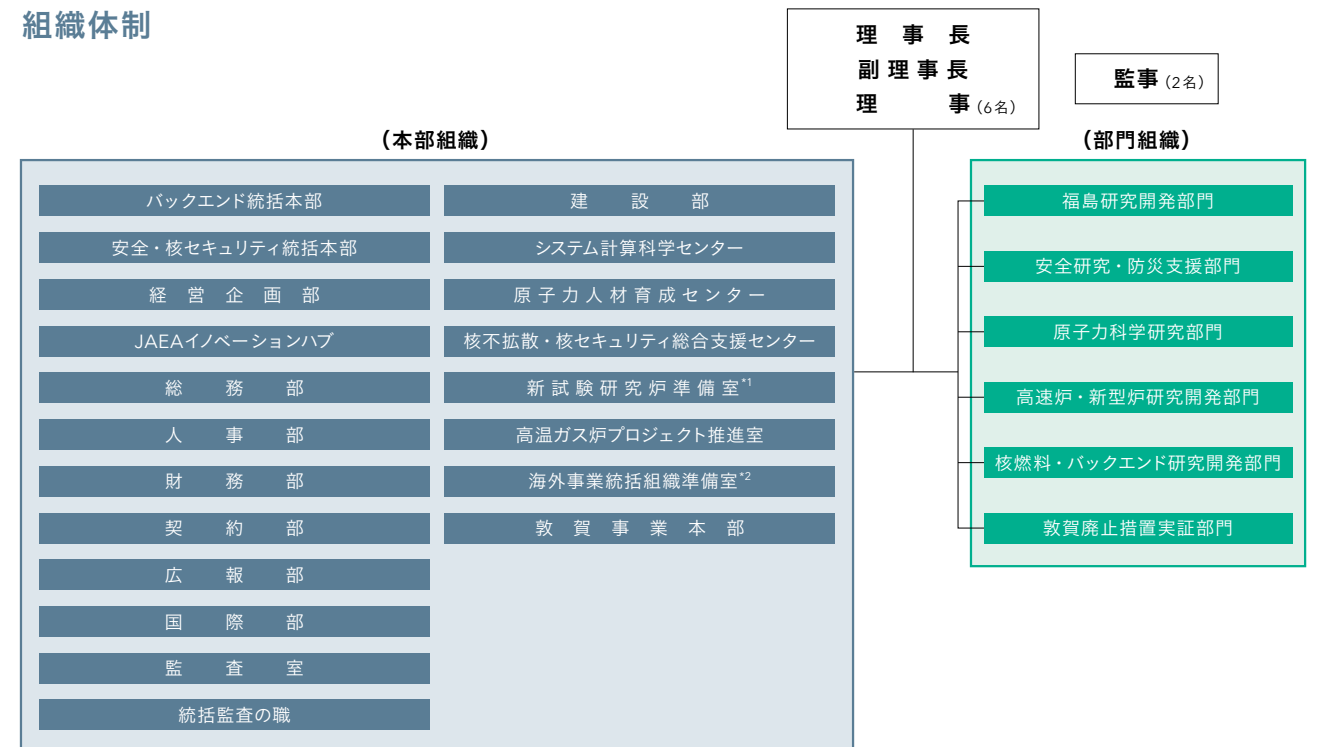 組織体制
理事長
副理事長
理事(6名)
監事(2名)
(本部組織)
バックエンド統括本部
安全・核セキュリティ統括本部
経営企画部
JAEAイノベーションハブ
総務部
人事部
財務部
契約部
広報部
国際部
監査室
統括監査の職
建設部
システム計算科学センター
原子力人材育成センター
核不拡散・核セキュリティ総合支援センター
新試験研究炉準備室*1
高温ガス炉プロジェクト推進室
海外事業統括組織準備室*2
敦賀事業本部
(部門組織)
福島研究開発部門
安全研究・防災支援部門
原子力科学研究部門
高速炉・新型炉研究開発部門
核燃料・バックエンド研究開発部門
敦賀廃止措置実証部門